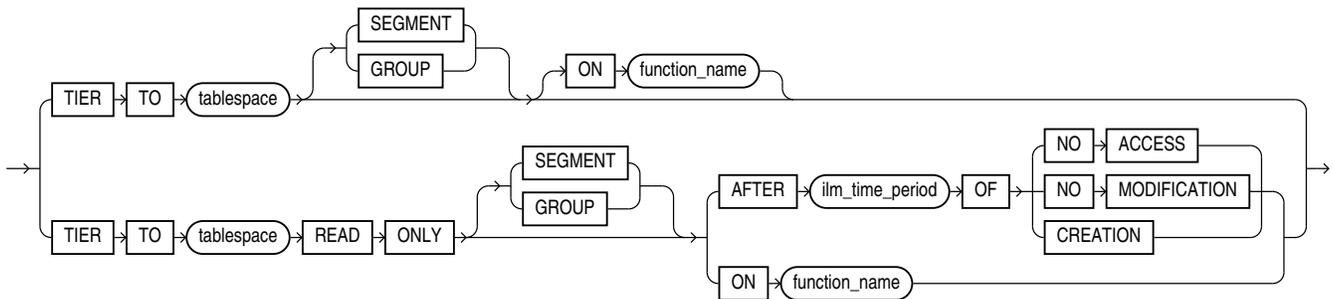 SEGMENT
GROUP
ON function_name
TIER TO tablespace
SEGMENT
GROUP
NO ACCESS
AFTER ilm_time_period OF NO MODIFICATION
TIER TO tablespace READ ONLY CREATION
ON function_name